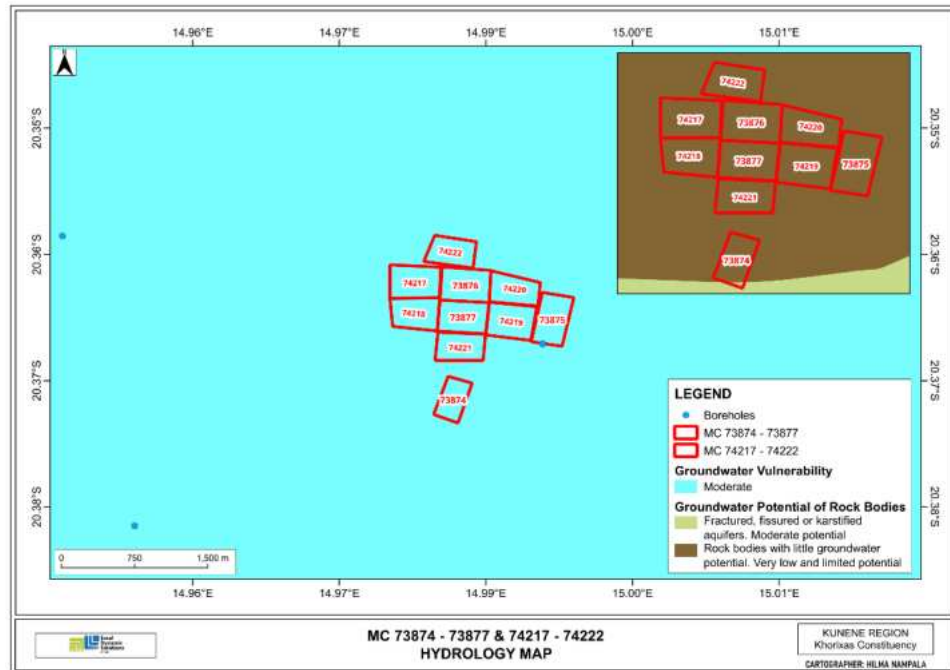 14.96°E 14.97°E 14.99°E 15.00°E 15.01°E
N
20.35°S
20.36°S
20.37°S
20.38°S
74222
74217
73876
74220
74218
73877
74219
73875
74221
73874
74222
74217
73876
74220
74218
73877
74219
73875
74221
73874
20.35°S
20.36°S
20.37°S
20.38°S
LEGEND
Boreholes
MC 73874 - 73877
MC 74217 - 74222
Groundwater Vulnerability
Moderate
Groundwater Potential of Rock Bodies
Fractured, fissured or karstified
aquifers. Moderate potential
Rock bodies with little groundwater
potential. Very low and limited potential
0 750 1,500 m
14.96°E 14.97°E 14.99°E 15.00°E 15.01°E
Excel
Dynamic
Solutions
MC 73874 - 73877 & 74217 - 74222
HYDROLOGY MAP
KUNENE REGION
Khorixas Constituency
CARTOGRAPHER: HILMA NAMPALA